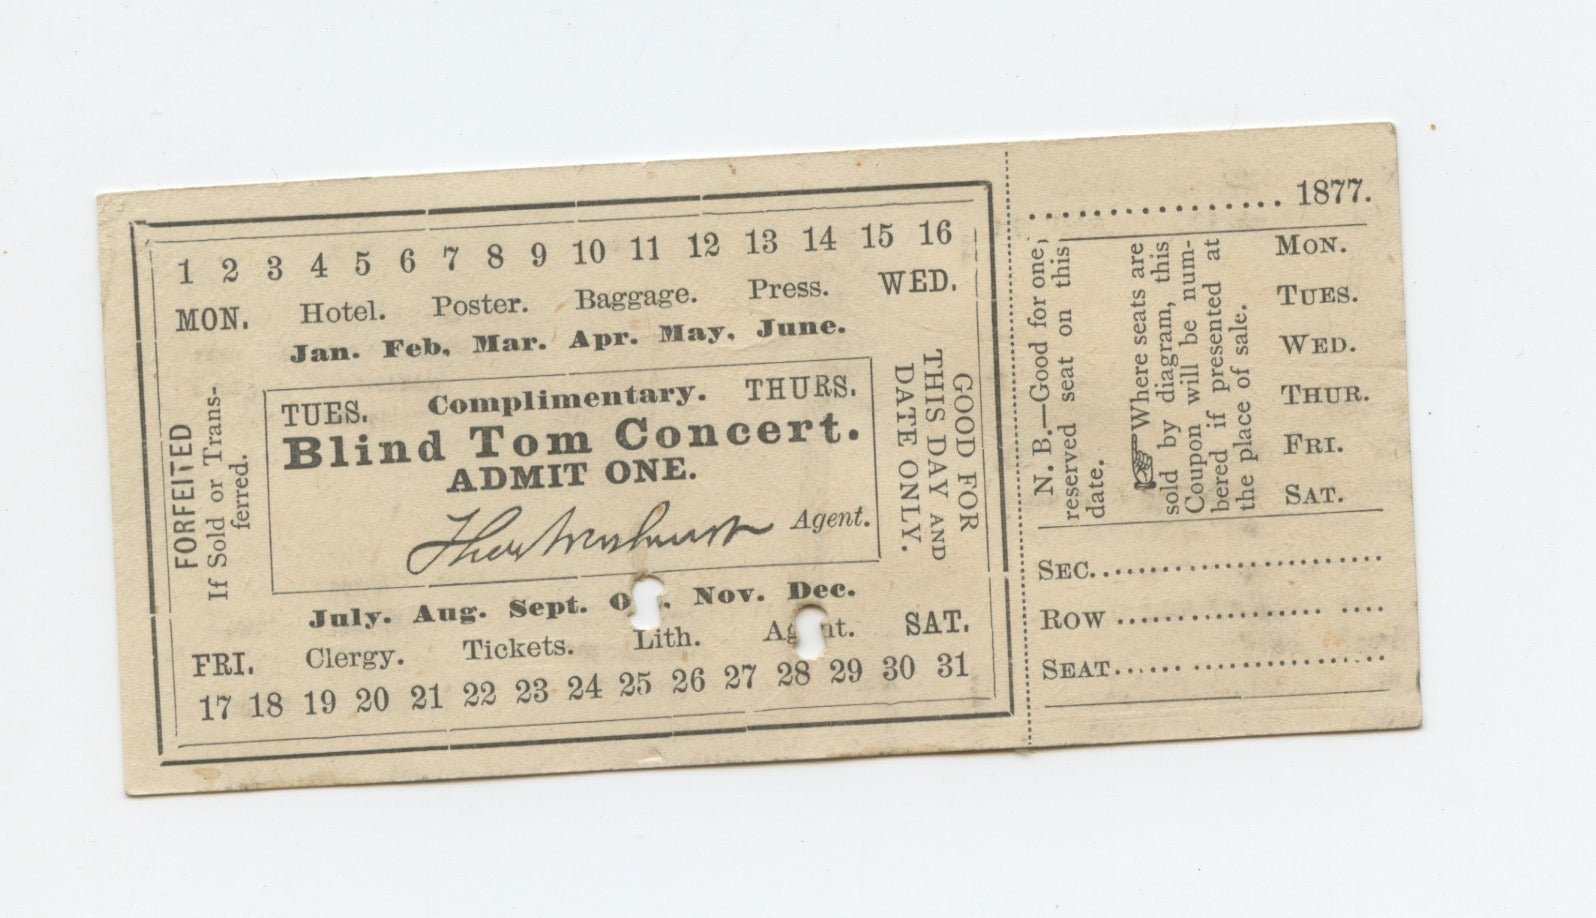 1 2 3 4 5 6 7 8 9 10 11 12 13 14 15 16
MON. Hotel. Poster. Baggage. Press. WED.
Jan. Feb. Mar. Apr. May. June.
FORFEITED
If Sold or Trans-
ferred.
TUES. Complimentary. THURS.
Blind Tom Concert.
ADMIT ONE.
Agent.
GOOD FOR
THIS DAY AND
DATE ONLY.
July. Aug. Sept. Nov. Dec.
FRI. Clergy. Tickets. Lith. SAT.
17 18 19 20 21 22 23 24 25 26 27 28 29 30 31
1877.
N. B.—Good for one,
reserved seat on this
date.
☞Where seats are
sold by diagram, this
Coupon will be num-
bered if presented at
the place of sale.
MON.
TUES.
WED.
THUR.
FRI.
SAT.
SEC.
ROW
SEAT